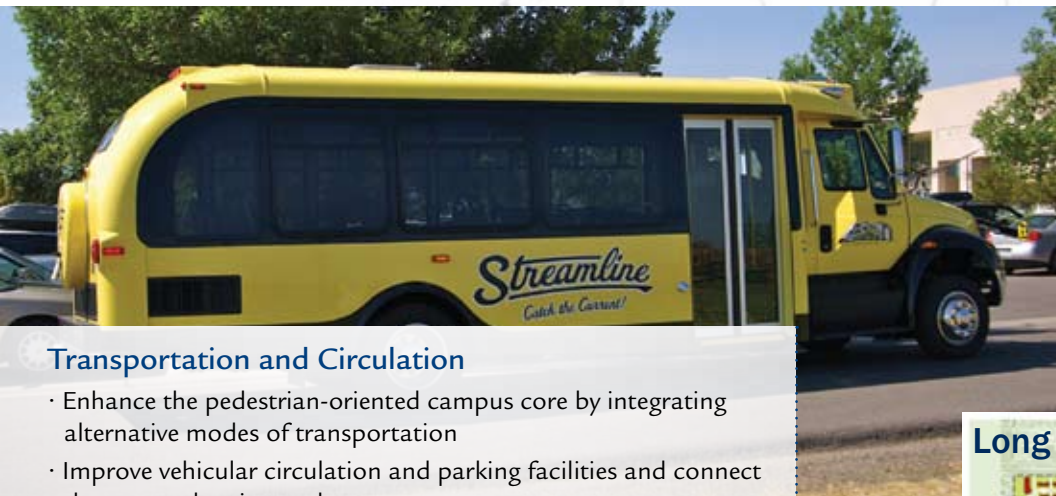 Streamline
Catch the Current!
Transportation and Circulation
· Enhance the pedestrian-oriented campus core by integrating
alternative modes of transportation
· Improve vehicular circulation and parking facilities and connect
Long